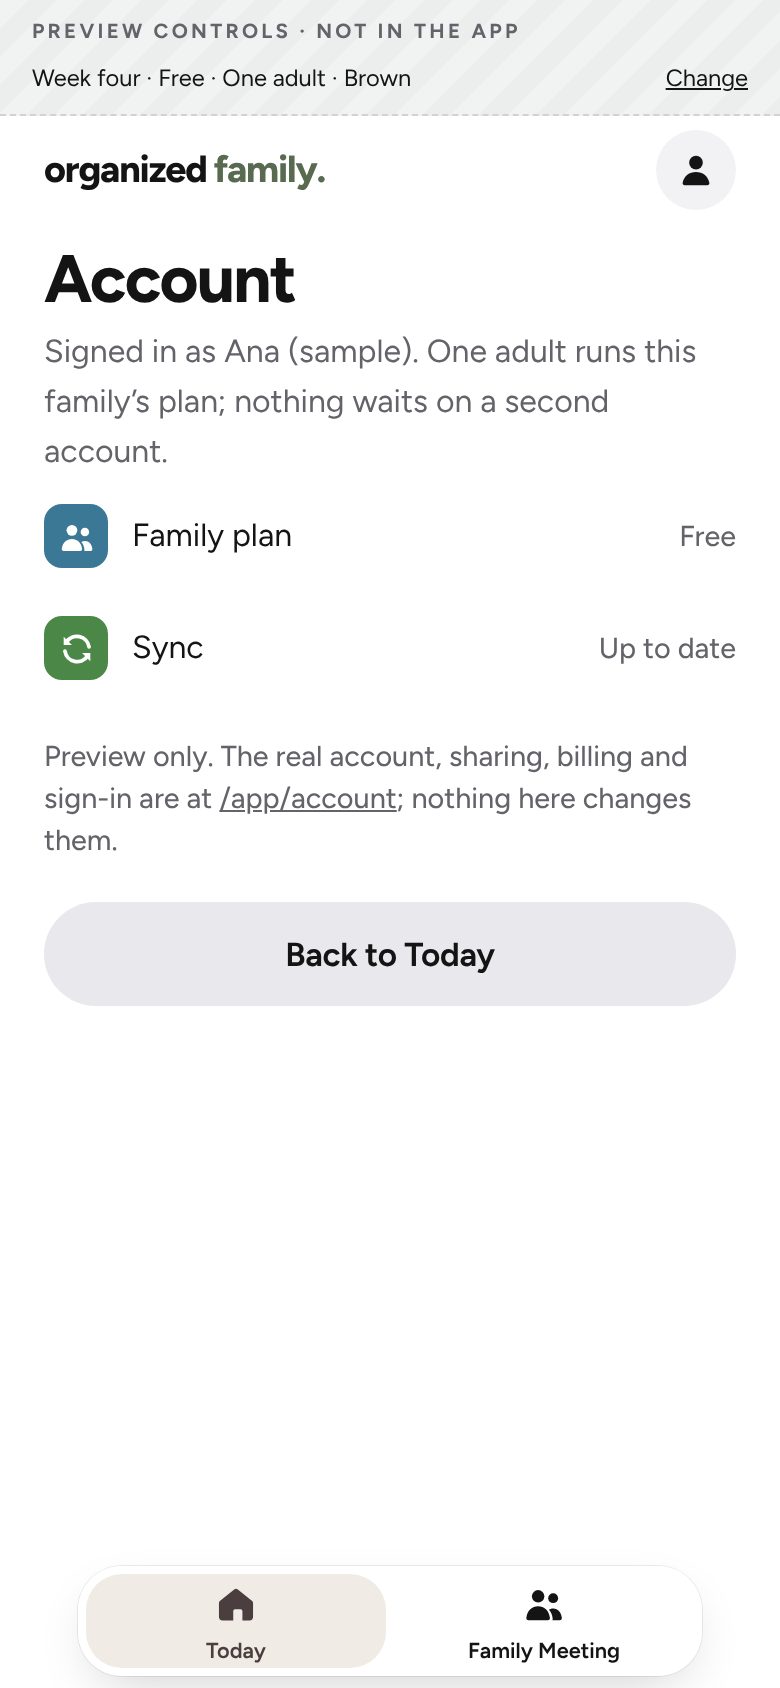 PREVIEW CONTROLS · NOT IN THE APP
Week four · Free · One adult · Brown
Change
organized family.
Account
Signed in as Ana (sample). One adult runs this
family’s plan; nothing waits on a second
account.
Family plan
Free
Sync
Up to date
Preview only. The real account, sharing, billing and
sign-in are at /app/account; nothing here changes
them.
Back to Today
Today
Family Meeting